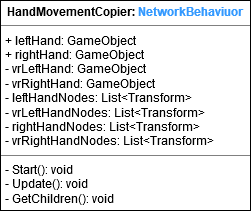 HandMovementCopier: NetworkBehaviuor
+ leftHand: GameObject
+ rightHand: GameObject
- vrLeftHand: GameObject
- vrRightHand: GameObject
- leftHandNodes: List<Transform>
- vrLeftHandNodes: List<Transform>
- rightHandNodes: List<Transform>
- vrRightHandNodes: List<Transform>
- Start(): void
- Update(): void
- GetChildren(): void